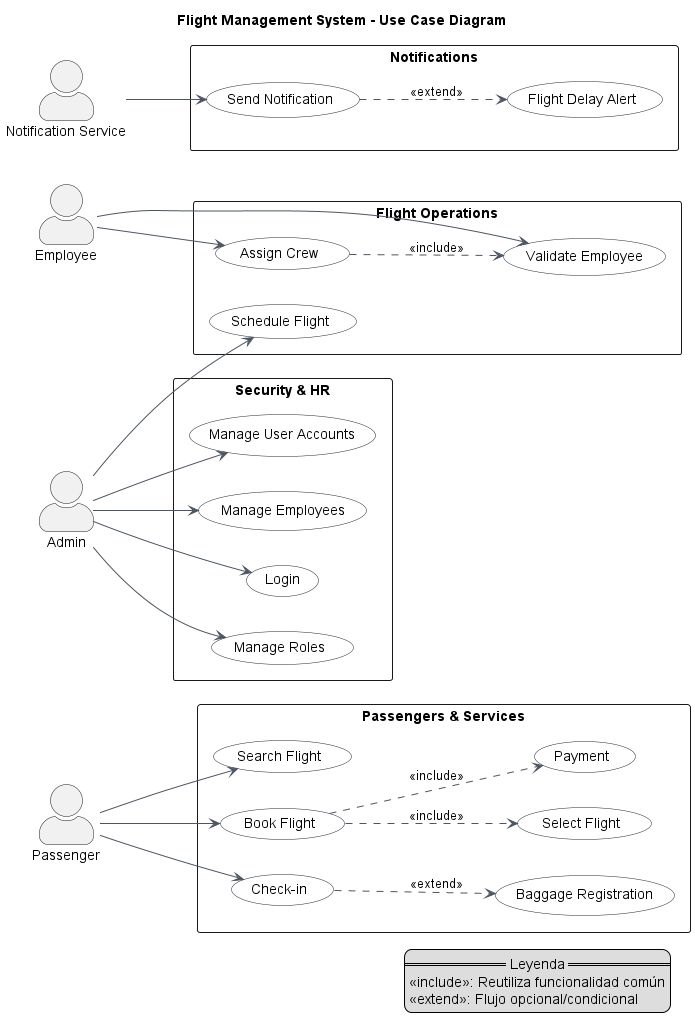 Flight Management System - Use Case Diagram
Notifications
Notification Service
Send Notification
«extend»
Flight Delay Alert
Flight Operations
Employee
Assign Crew
«include»
Validate Employee
Schedule Flight
Security & HR
Manage User Accounts
Manage Employees
Admin
Login
Manage Roles
Passengers & Services
Search Flight
«include»
Payment
Passenger
Book Flight
«include»
Select Flight
Check-in
«extend»
Baggage Registration
Leyenda
«include»: Reutiliza funcionalidad común
«extend»: Flujo opcional/condicional